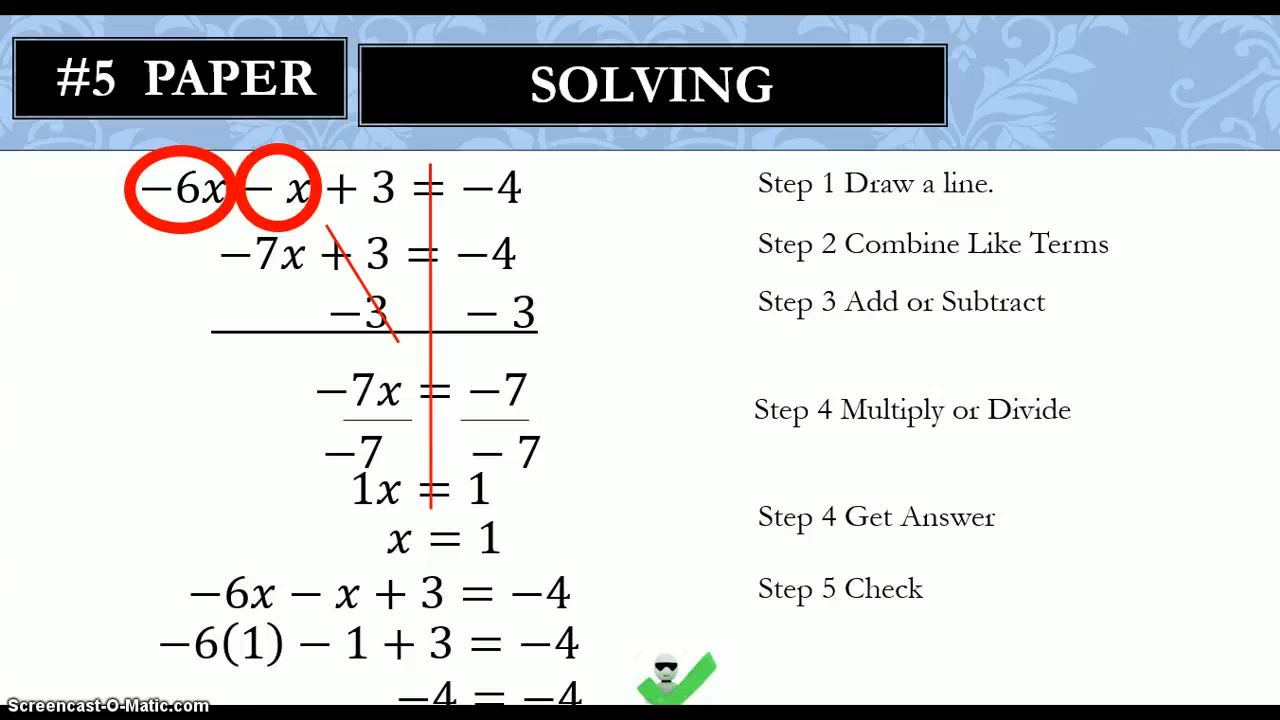 #5 PAPER
SOLVING
−6x − x + 3 = −4
Step 1 Draw a line.
−7x + 3 = −4
Step 2 Combine Like Terms
−3 − 3
Step 3 Add or Subtract
−7x = −7
Step 4 Multiply or Divide
−7 − 7
1x = 1
Step 4 Get Answer
x = 1
−6x − x + 3 = −4
Step 5 Check
−6(1) − 1 + 3 = −4
−4 = −4
Screencast-O-Matic.com